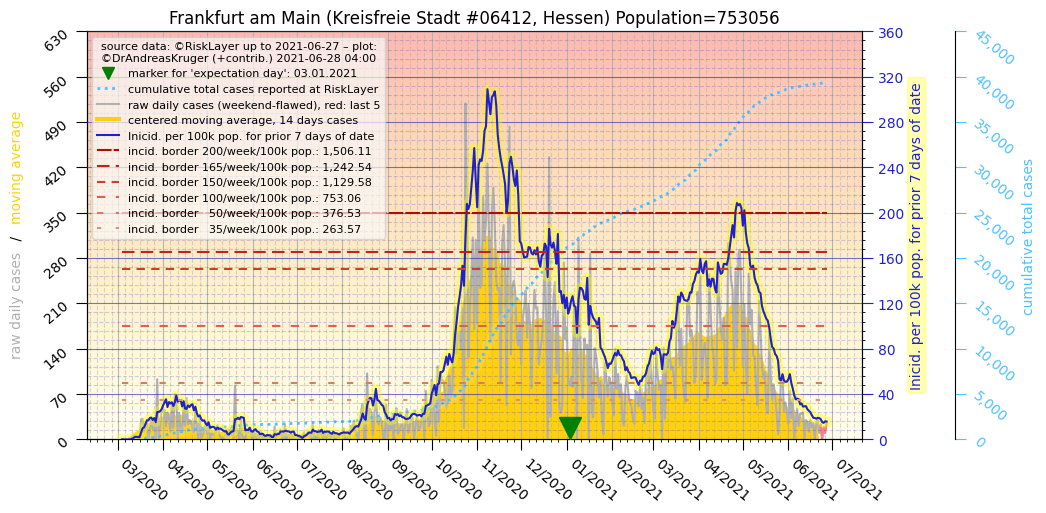 Frankfurt am Main (Kreisfreie Stadt #06412, Hessen) Population=753056
source data: ©RiskLayer up to 2021-06-27 – plot:
©DrAndreasKruger (+contrib.) 2021-06-28 04:00
marker for 'expectation day': 03.01.2021
cumulative total cases reported at RiskLayer
raw daily cases (weekend-flawed), red: last 5
centered moving average, 14 days cases
Inicid. per 100k pop. for prior 7 days of date
incid. border 200/week/100k pop.: 1,506.11
incid. border 165/week/100k pop.: 1,242.54
incid. border 150/week/100k pop.: 1,129.58
incid. border 100/week/100k pop.: 753.06
incid. border   50/week/100k pop.: 376.53
incid. border   35/week/100k pop.: 263.57
raw daily cases / moving average
630
560
490
420
350
280
210
140
70
0
03/2020
04/2020
05/2020
06/2020
07/2020
08/2020
09/2020
10/2020
11/2020
12/2020
01/2021
02/2021
03/2021
04/2021
05/2021
06/2021
07/2021
360
320
280
240
200
160
120
80
40
0
Inicid. per 100k pop. for prior 7 days of date
45,000
40,000
35,000
30,000
25,000
20,000
15,000
10,000
5,000
0
cumulative total cases